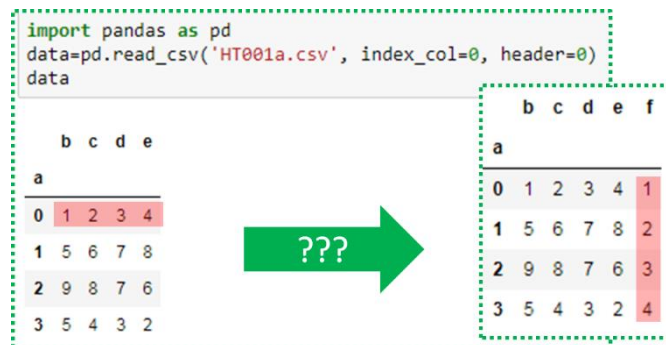 import pandas as pd
data=pd.read_csv('HT001a.csv', index_col=0, header=0)
data
b c d e
a
0 1 2 3 4
1 5 6 7 8
2 9 8 7 6
3 5 4 3 2
???
b c d e f
a
0 1 2 3 4 1
1 5 6 7 8 2
2 9 8 7 6 3
3 5 4 3 2 4